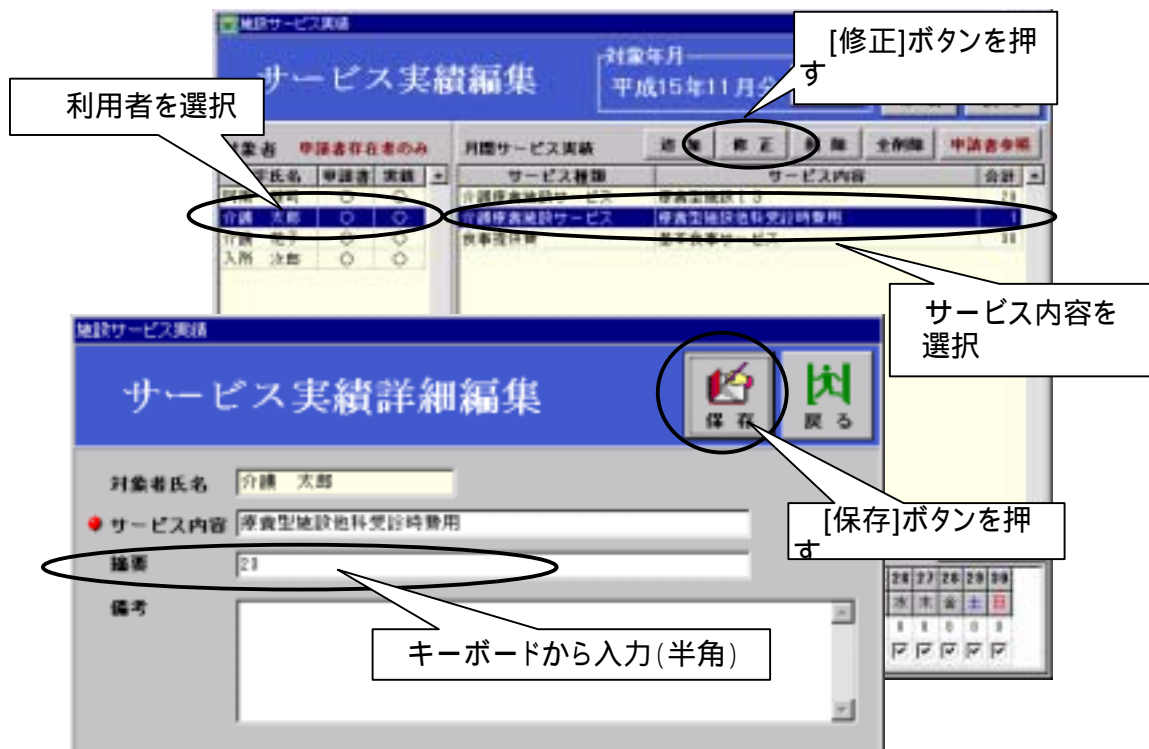 施設サービス実績
サービス実績編集
対象年月
平成15年11月分
[修正]ボタンを押
す
利用者を選択
対象者 申請書存在者のみ
月間サービス実績
追加 修正 削除 全削除 申請書参照
氏名 申請書 実績
サービス種類 サービス内容 合計
介護 太郎 ○ ○
介護療養施設サービス 療養型施設他科受診時費用 1
介護 花子 ○ ○
食事提供費 基本食事サービス 30
入所 次郎 ○ ○
サービス内容を
選択
施設サービス実績
サービス実績詳細編集
保存
戻る
対象者氏名 介護 太郎
サービス内容 療養型施設他科受診時費用
[保存]ボタンを押
す
摘要 23
備考
キーボードから入力(半角)
26 27 28 29 30
水 木 金 土 日